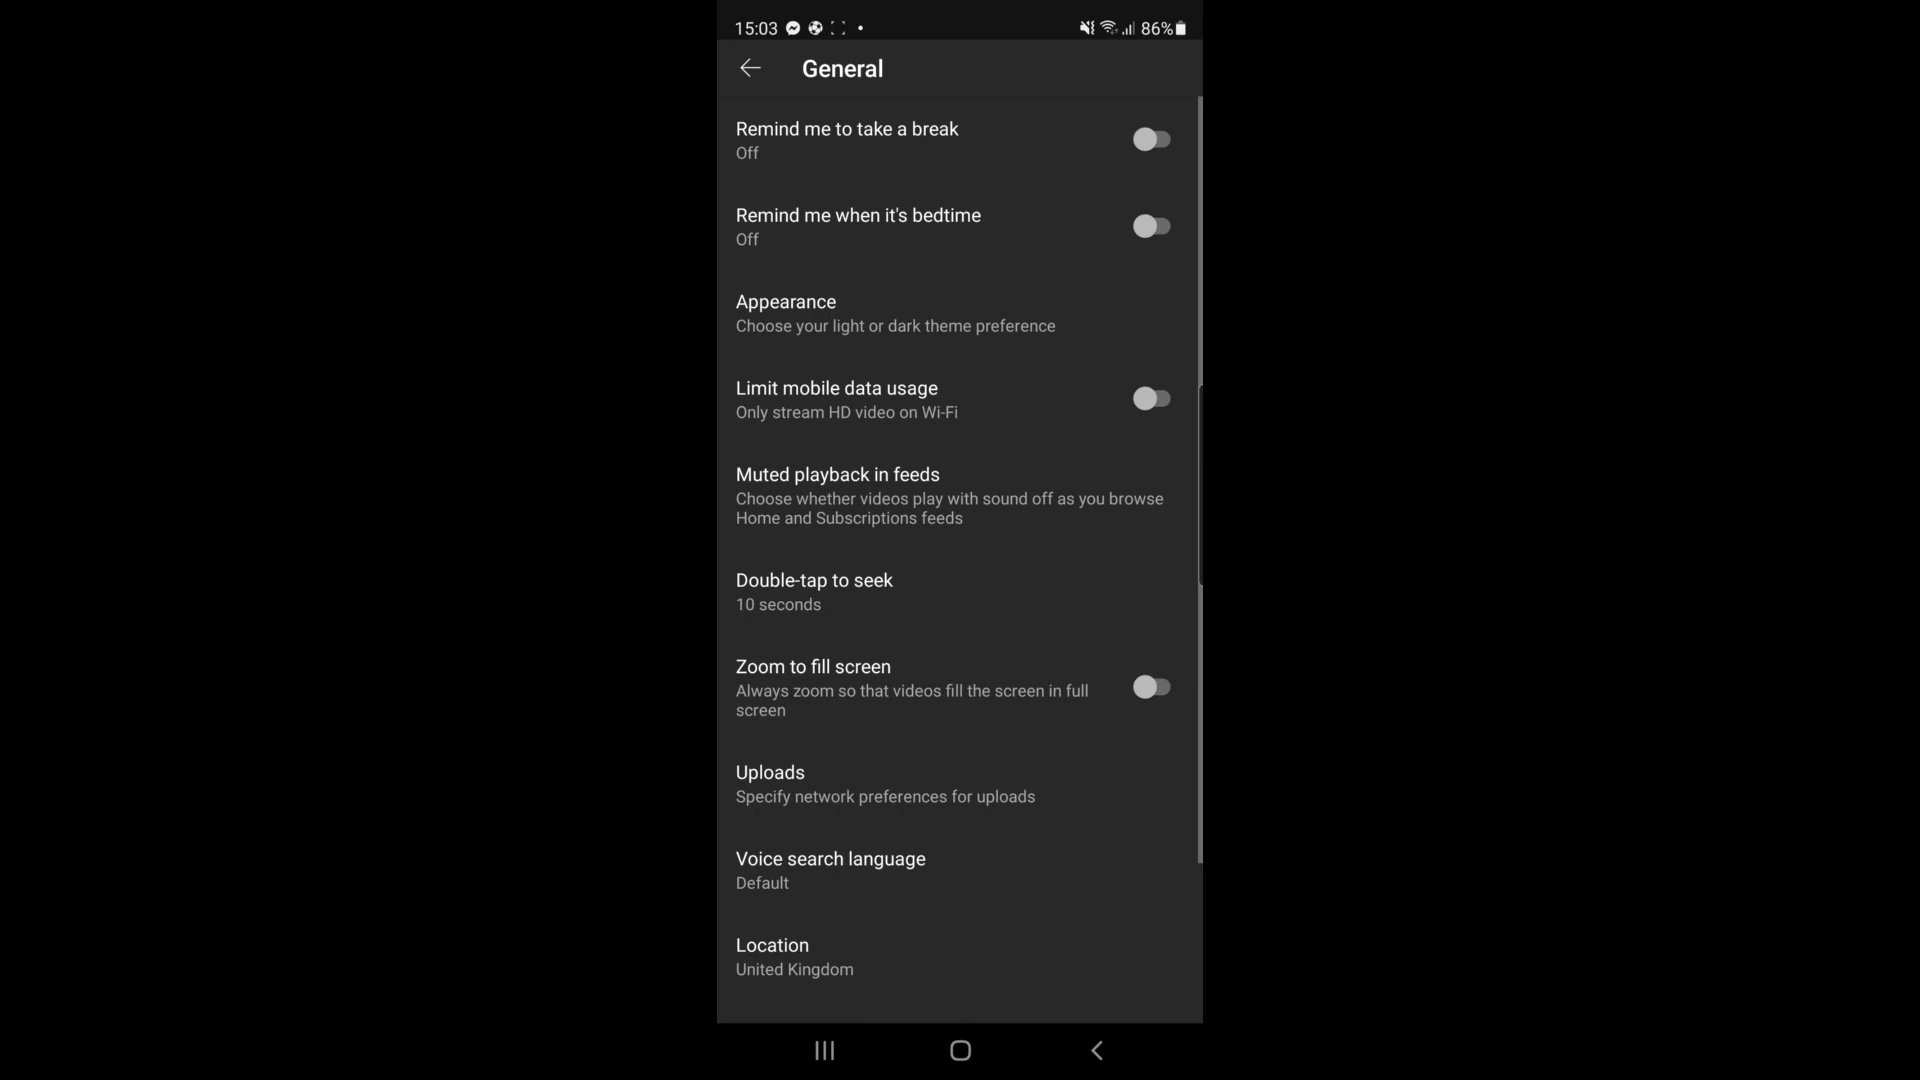 15:03
86%
General
Remind me to take a break
Off
Remind me when it's bedtime
Off
Appearance
Choose your light or dark theme preference
Limit mobile data usage
Only stream HD video on Wi-Fi
Muted playback in feeds
Choose whether videos play with sound off as you browse
Home and Subscriptions feeds
Double-tap to seek
10 seconds
Zoom to fill screen
Always zoom so that videos fill the screen in full
screen
Uploads
Specify network preferences for uploads
Voice search language
Default
Location
United Kingdom